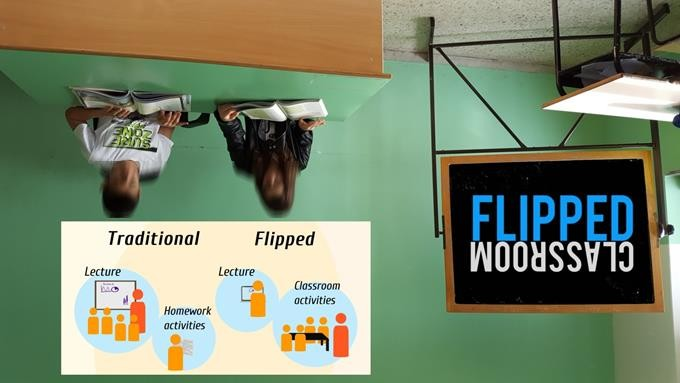 FLIPPED
CLASSROOM
Traditional Flipped
Lecture
Homework
activities
Lecture
Classroom
activities